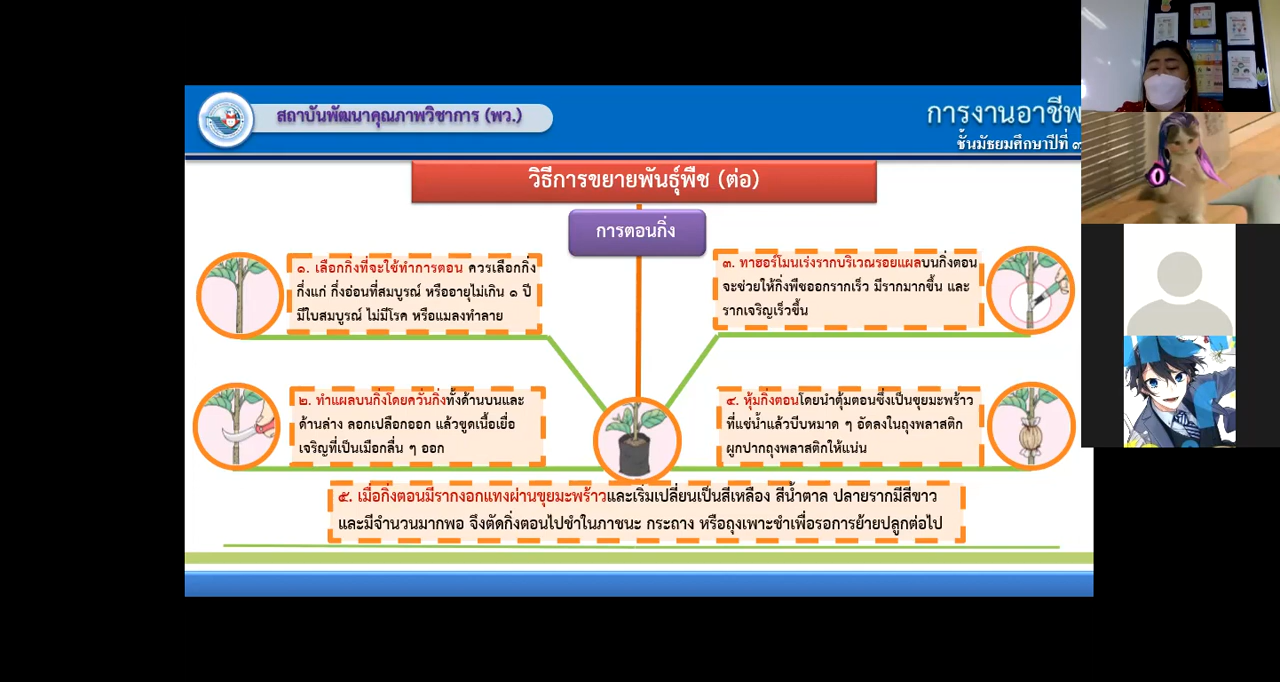 สถาบันพัฒนาคุณภาพวิชาการ (พว.)
การงานอาชีพ
ชั้นมัธยมศึกษาปีที่ ๓
วิธีการขยายพันธุ์พืช (ต่อ)
การตอนกิ่ง
๑. เลือกกิ่งที่จะใช้ทำการตอน ควรเลือกกิ่ง
กึ่งแก่ กึ่งอ่อนที่สมบูรณ์ หรืออายุไม่เกิน ๑ ปี
มีใบสมบูรณ์ ไม่มีโรค หรือแมลงทำลาย
๒. ทำแผลบนกิ่งโดยควั่นกิ่งทั้งด้านบนและ
ด้านล่าง ลอกเปลือกออก แล้วขูดเนื้อเยื่อ
เจริญที่เป็นเมือกลื่น ๆ ออก
๓. ทาฮอร์โมนเร่งรากบริเวณรอยแผลบนกิ่งตอน
จะช่วยให้กิ่งพืชออกรากเร็ว มีรากมากขึ้น และ
รากเจริญเร็วขึ้น
๔. หุ้มกิ่งตอนโดยนำตุ้มตอนซึ่งเป็นขุยมะพร้าว
ที่แช่น้ำแล้วบีบหมาด ๆ อัดลงในถุงพลาสติก
ผูกปากถุงพลาสติกให้แน่น
๕. เมื่อกิ่งตอนมีรากงอกแทงผ่านขุยมะพร้าวและเริ่มเปลี่ยนเป็นสีเหลือง สีน้ำตาล ปลายรากมีสีขาว
และมีจำนวนมากพอ จึงตัดกิ่งตอนไปชำในภาชนะ กระถาง หรือถุงเพาะชำเพื่อรอการย้ายปลูกต่อไป